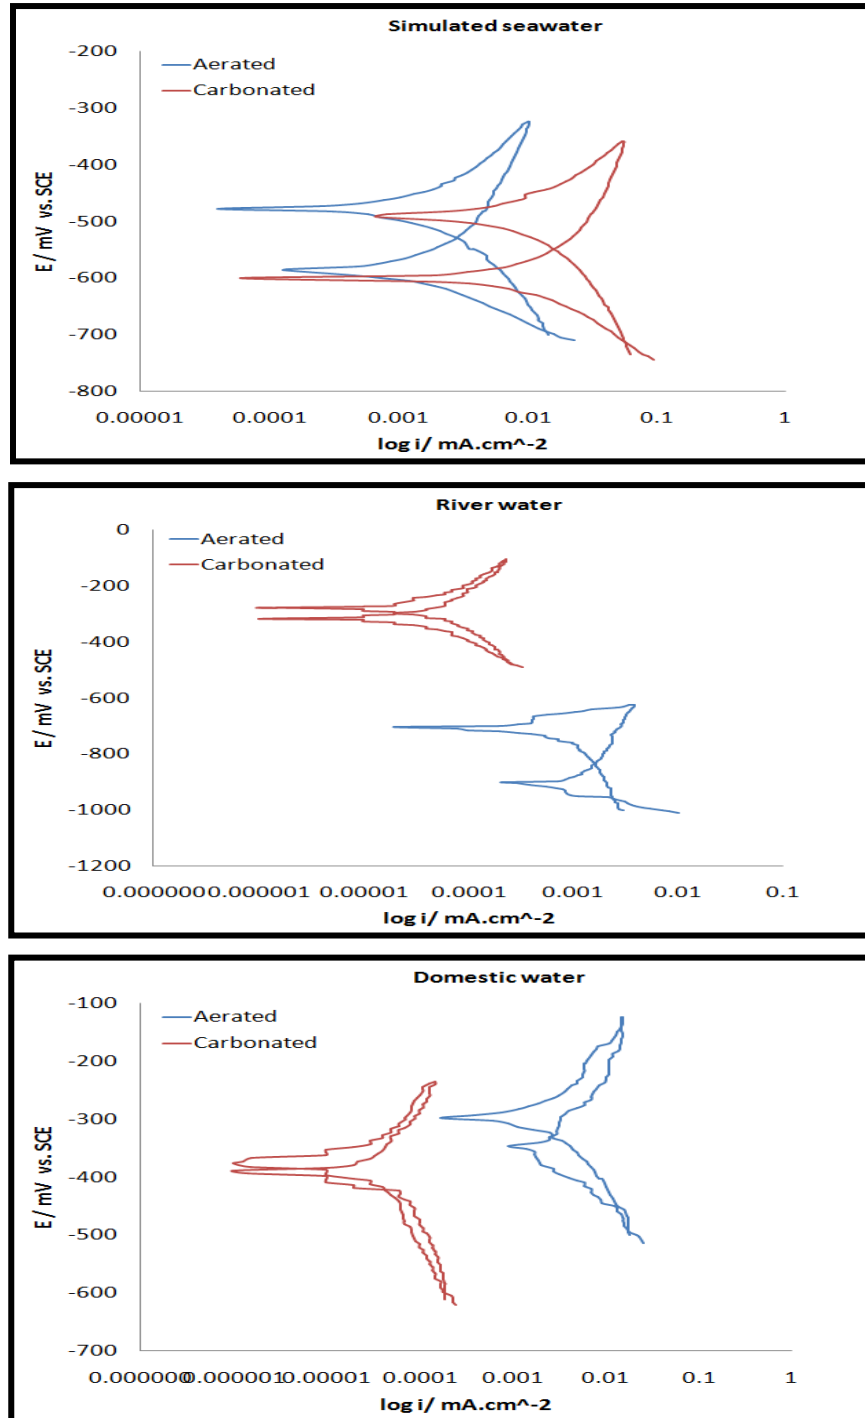 Simulated seawater
-200
Aerated
Carbonated
-300
-400
-500
-600
-700
-800
E / mV vs. SCE
0.00001 0.0001 0.001 0.01 0.1 1
log i/ mA.cm^-2
River water
0
Aerated
Carbonated
-200
-400
-600
-800
-1000
-1200
E / mV vs. SCE
0.0000000 0.000001 0.00001 0.0001 0.001 0.01 0.1
log i/ mA.cm^-2
Domestic water
-100
Aerated
Carbonated
-200
-300
-400
-500
-600
-700
E / mV vs. SCE
0.000000 0.000001 0.00001 0.0001 0.001 0.01 0.1 1
log i/ mA.cm^-2